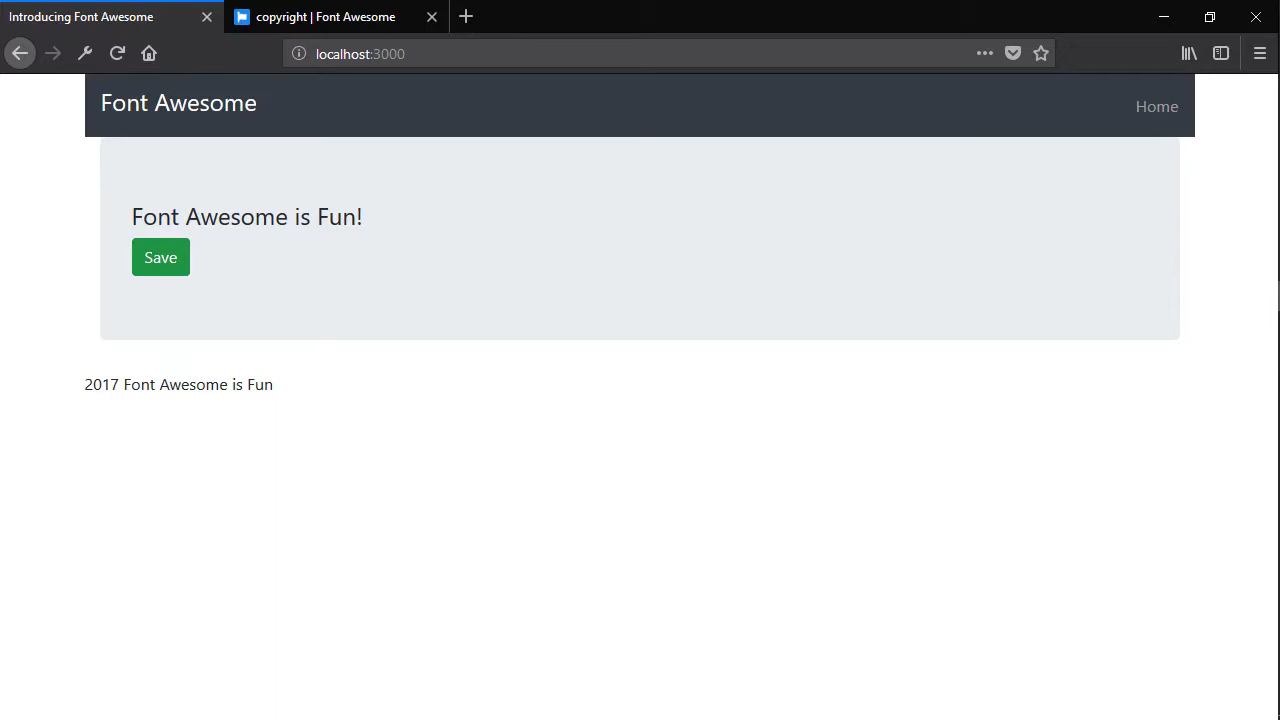 Introducing Font Awesome
copyright | Font Awesome
localhost:3000
Font Awesome
Home
Font Awesome is Fun!
Save
2017 Font Awesome is Fun